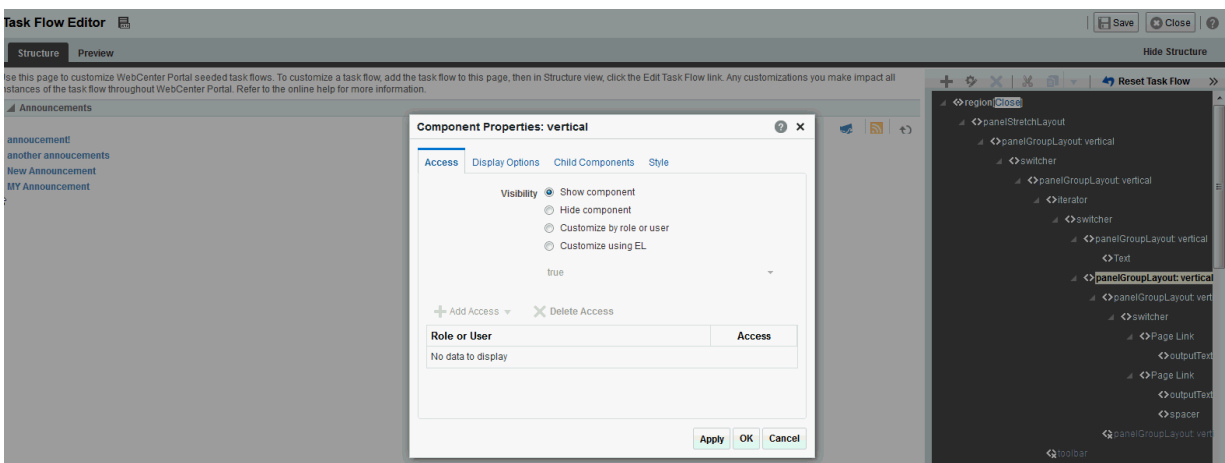 Task Flow Editor
Save
Close
Structure
Preview
Hide Structure
se this page to customize WebCenter Portal seeded task flows. To customize a task flow, add the task flow to this page, then in Structure view, click the Edit Task Flow link. Any customizations you make impact all
nstances of the task flow throughout WebCenter Portal. Refer to the online help for more information.
Reset Task Flow
Announcements
annoucement!
another annoucements
New Announcement
MY Announcement
Component Properties: vertical
Access
Display Options
Child Components
Style
Visibility
Show component
Hide component
Customize by role or user
Customize using EL
true
Add Access
Delete Access
Role or User
Access
No data to display
Apply
OK
Cancel
region[Close]
panelStretchLayout
panelGroupLayout: vertical
switcher
panelGroupLayout: vertical
iterator
switcher
panelGroupLayout: vertical
Text
panelGroupLayout: vertical
panelGroupLayout: vert
switcher
Page Link
outputText
Page Link
outputText
spacer
panelGroupLayout: vert
toolbar